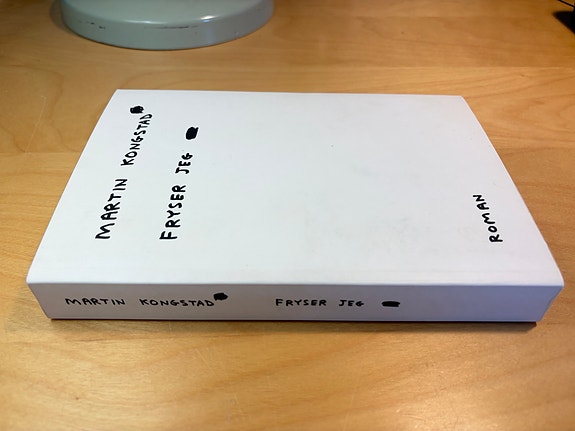 MARTIN KONGSTAD
FRYSER JEG
ROMAN
MARTIN KONGSTAD FRYSER JEG